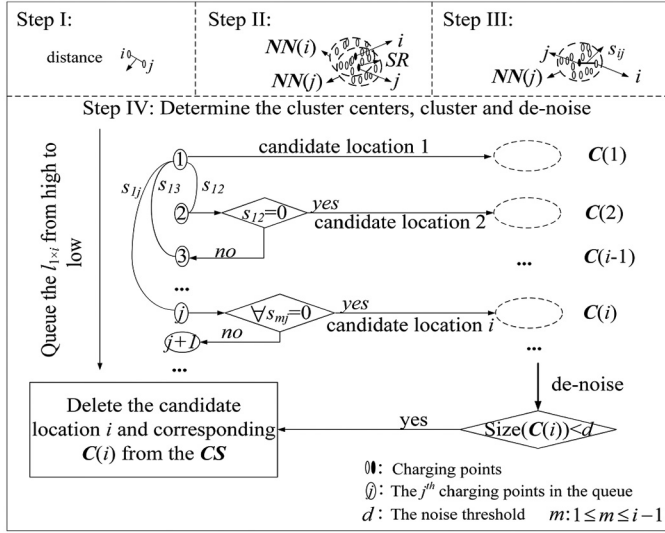 Step I:
Step II:
Step III:
distance
i
j
NN(i)
i
SR
NN(j)
j
j
s_ij
NN(j)
i
Step IV: Determine the cluster centers, cluster and de-noise
Queue the l_1×i from high to
low
1
candidate location 1
C(1)
s_1j
s_13
s_12
2
s_12=0
yes
candidate location 2
C(2)
3
no
...
C(i-1)
...
j
∀s_mj=0
yes
candidate location i
C(i)
j+1
no
...
...
de-noise
Delete the candidate
location i and corresponding
C(i) from the CS
yes
Size(C(i))<d
: Charging points
j: The j^th charging points in the queue
d: The noise threshold m:1≤m≤i−1